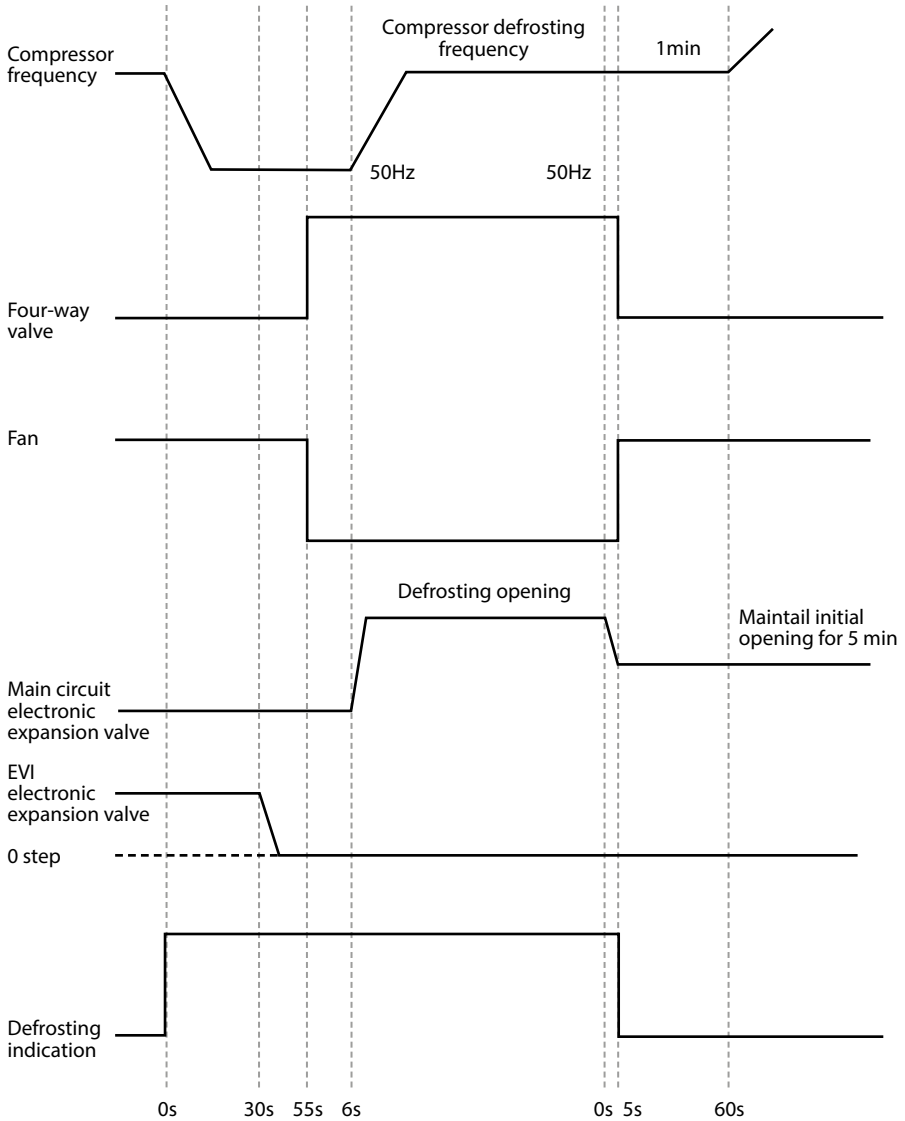 Compressor defrosting
frequency
1min
Compressor
frequency
50Hz
50Hz
Four-way
valve
Fan
Defrosting opening
Maintail initial
opening for 5 min
Main circuit
electronic
expansion valve
EVI
electronic
expansion valve
0 step
Defrosting
indication
0s 30s 55s 6s 0s 5s 60s